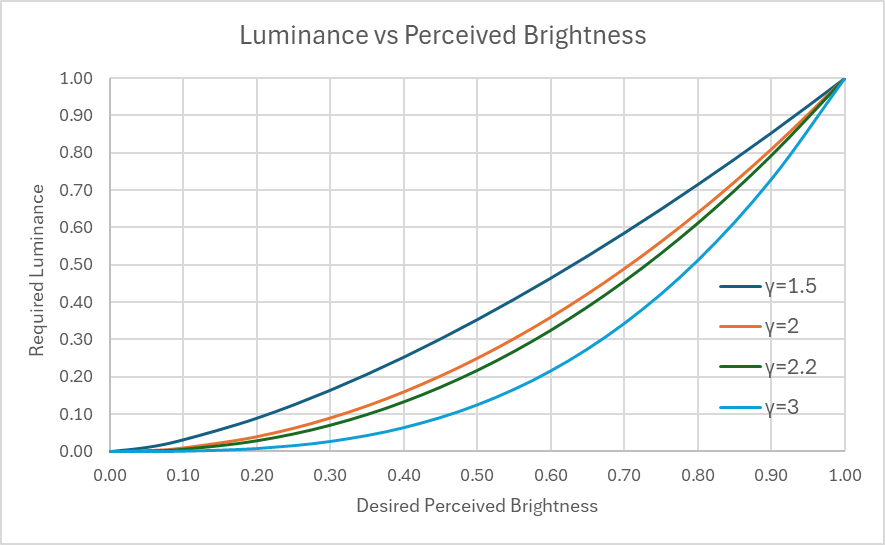 Luminance vs Perceived Brightness
1.00
0.90
0.80
0.70
0.60
0.50
0.40
0.30
0.20
0.10
0.00
Required Luminance
γ=1.5
γ=2
γ=2.2
γ=3
0.00 0.10 0.20 0.30 0.40 0.50 0.60 0.70 0.80 0.90 1.00
Desired Perceived Brightness